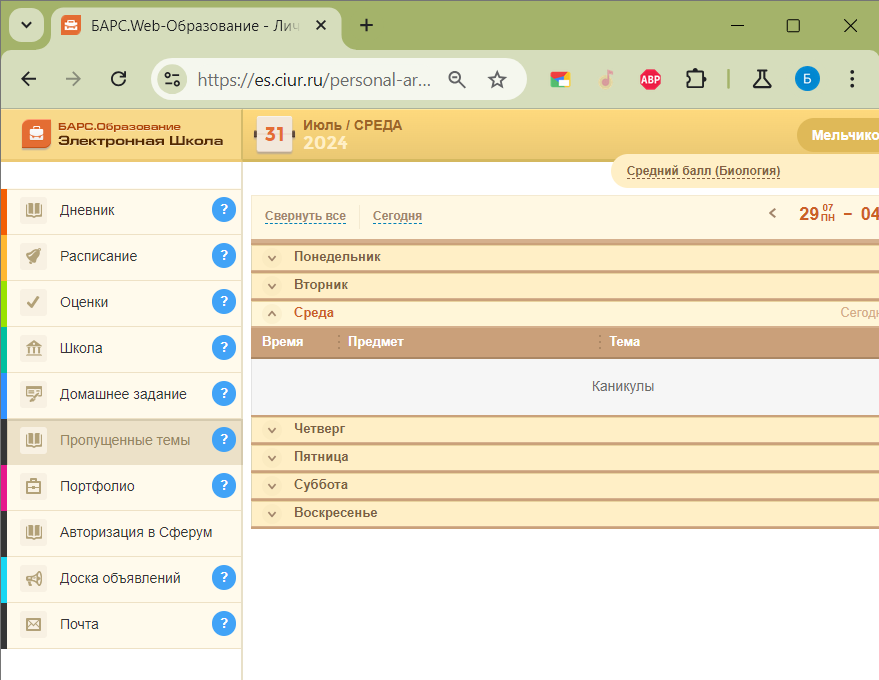 БАРС.Web-Образование - Лич
https://es.ciur.ru/personal-ar...
ABP
Б
БАРС.Образование
Электронная Школа
31
Июль / СРЕДА
2024
Мельчико
Средний балл (Биология)
Дневник ?
Расписание ?
Оценки ?
Школа ?
Домашнее задание ?
Пропущенные темы ?
Портфолио ?
Авторизация в Сферум
Доска объявлений ?
Почта ?
Свернуть все Сегодня
29 07 ПН – 04
Понедельник
Вторник
Среда Сегодн
Время Предмет Тема
Каникулы
Четверг
Пятница
Суббота
Воскресенье